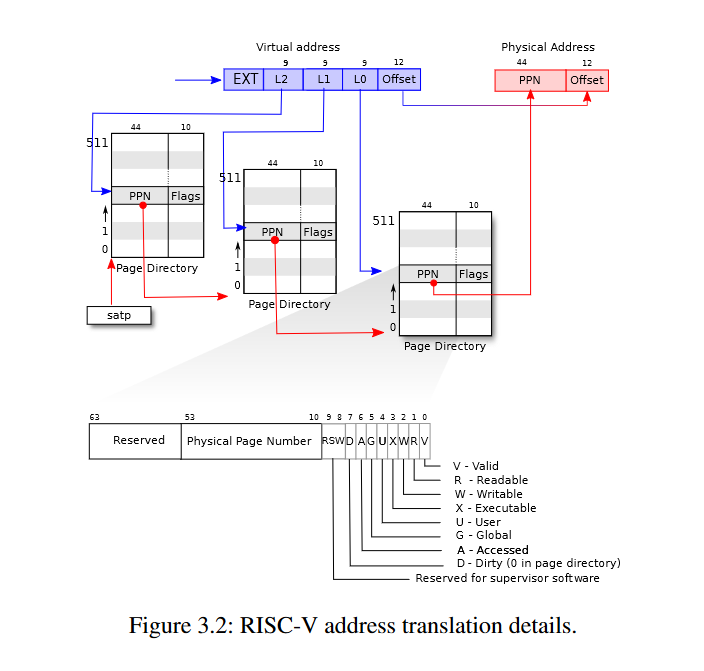 Virtual address
Physical Address
9 9 9 12
44 12
EXT L2 L1 L0 Offset
PPN Offset
44 10
511
PPN Flags
1
0
Page Directory
satp
44 10
511
PPN Flags
1
0
Page Directory
44 10
511
PPN Flags
1
0
Page Directory
63 53 10 9 8 7 6 5 4 3 2 1 0
Reserved Physical Page Number RSW D A G U X W R V
V - Valid
R - Readable
W - Writable
X - Executable
U - User
G - Global
A - Accessed
D - Dirty (0 in page directory)
Reserved for supervisor software
Figure 3.2: RISC-V address translation details.